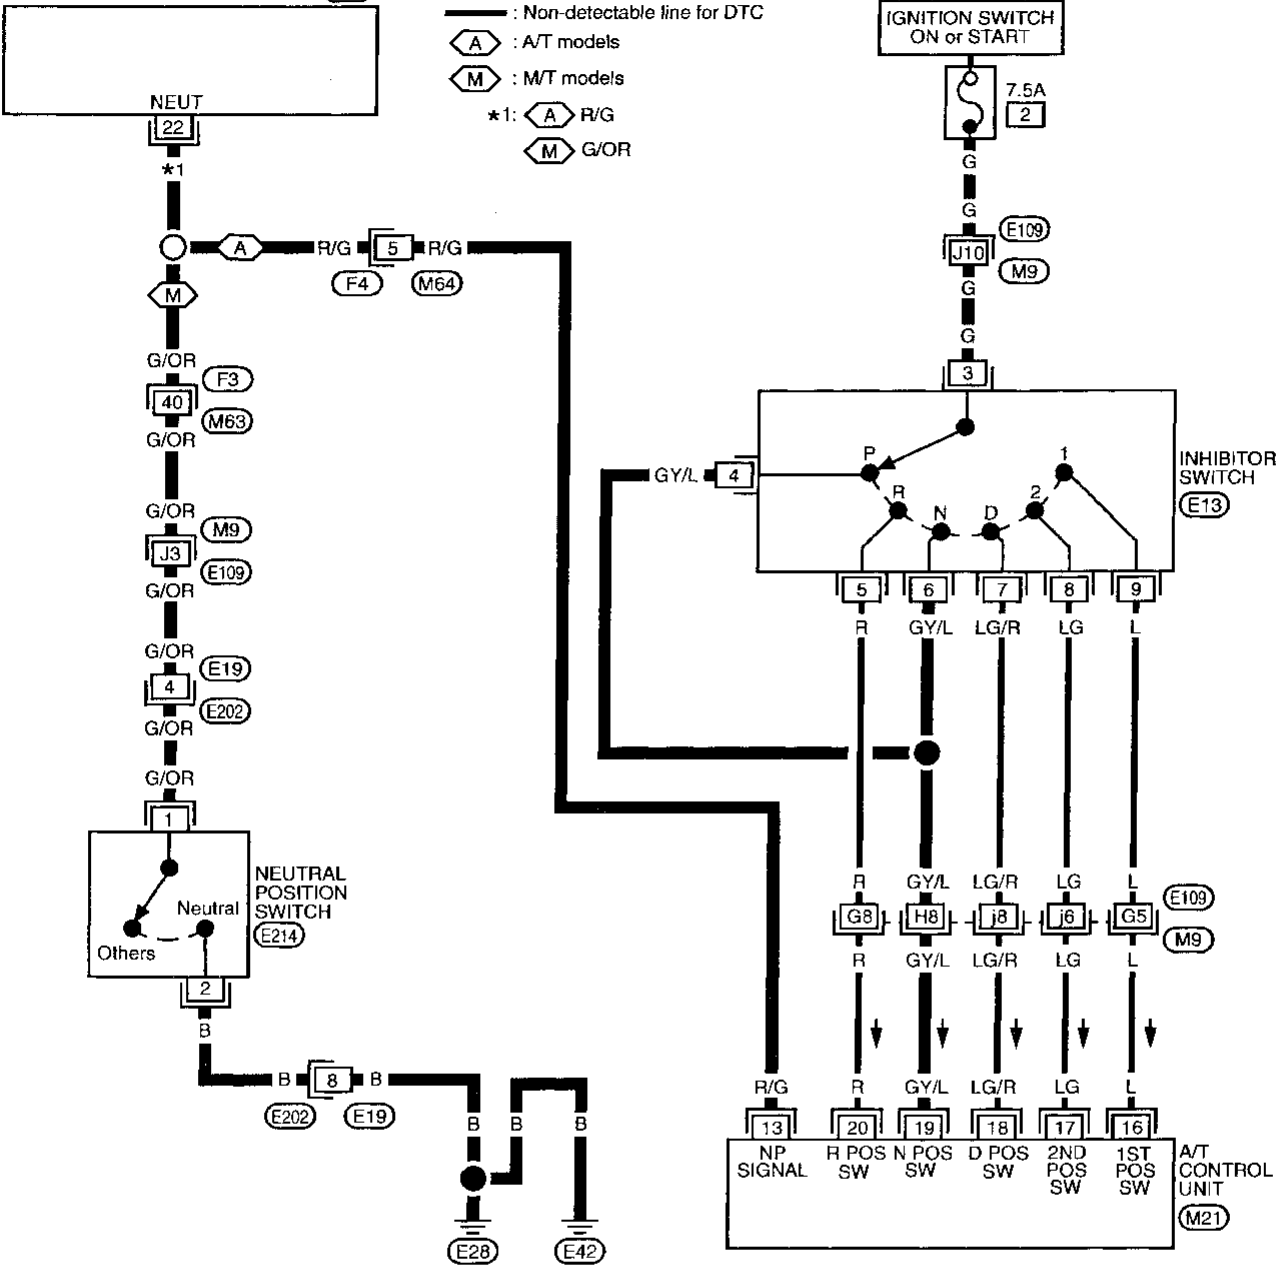 : Non-detectable line for DTC
A : A/T models
M : M/T models
*1: A R/G
M G/OR
IGNITION SWITCH
ON or START
7.5A
2
NEUT
22
*1
G
G
E109
J10
M9
G
G
A R/G 5 R/G
F4 M64
M
G/OR
F3
40
M63
G/OR
G/OR
M9
J3
E109
G/OR
G/OR
E19
4
E202
G/OR
G/OR
1
NEUTRAL
POSITION
SWITCH
E214
Neutral
Others
2
B
B 8 B
E202 E19
B B B
E28 E42
3
GY/L 4
P R N D 2 1
INHIBITOR
SWITCH
E13
5 6 7 8 9
R GY/L LG/R LG L
R GY/L LG/R LG L
G8 H8 j8 j6 G5
E109
M9
R GY/L LG/R LG L
R/G R GY/L LG/R LG L
13 20 19 18 17 16
NP
SIGNAL
R POS
SW
N POS
SW
D POS
SW
2ND
POS
SW
1ST
POS
SW
A/T
CONTROL
UNIT
M21